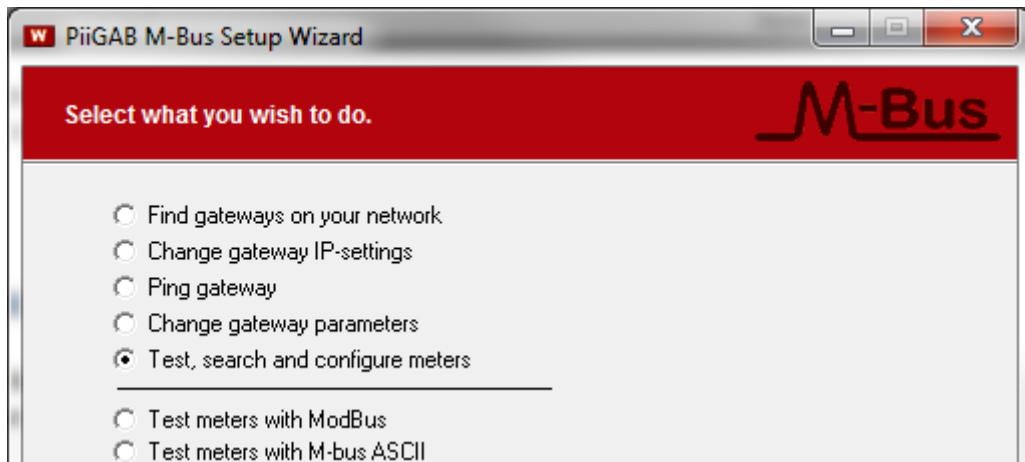 W PiiGAB M-Bus Setup Wizard
Select what you wish to do.
M-Bus
Find gateways on your network
Change gateway IP-settings
Ping gateway
Change gateway parameters
Test, search and configure meters
Test meters with ModBus
Test meters with M-bus ASCII